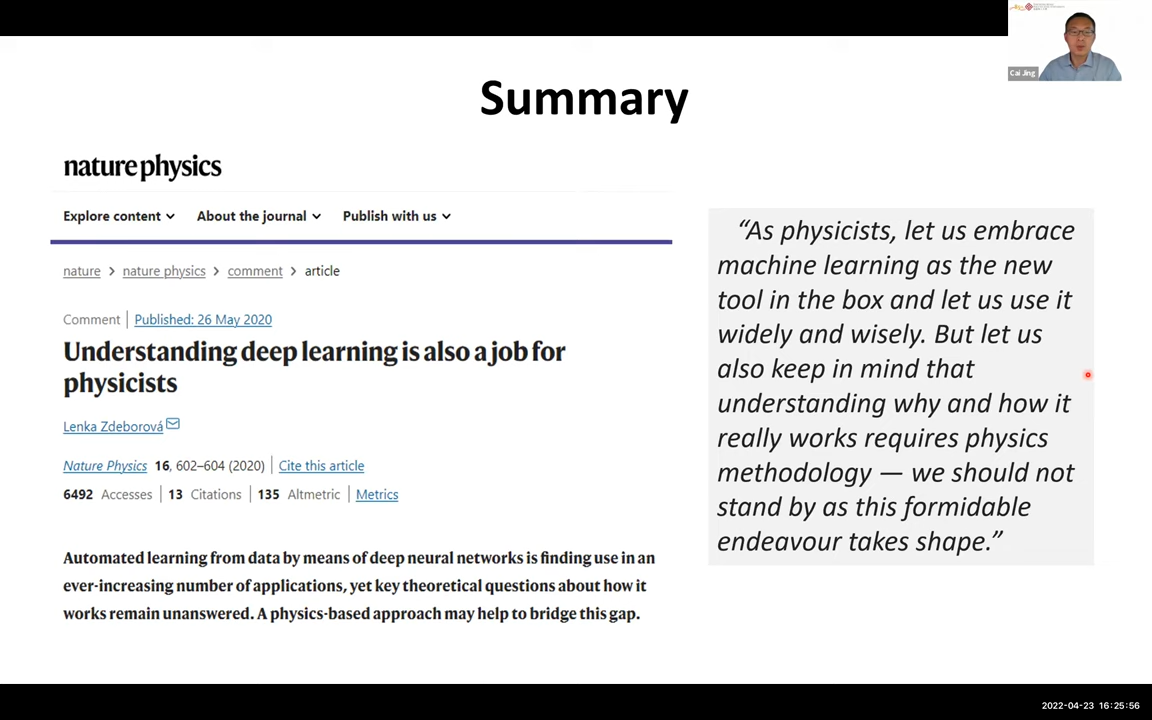 Cai Jing
Summary
nature physics
Explore content About the journal Publish with us
nature > nature physics > comment > article
Comment | Published: 26 May 2020
Understanding deep learning is also a job for
physicists
Lenka Zdeborová
Nature Physics 16, 602–604 (2020) | Cite this article
6492 Accesses | 13 Citations | 135 Altmetric | Metrics
Automated learning from data by means of deep neural networks is finding use in an
ever-increasing number of applications, yet key theoretical questions about how it
works remain unanswered. A physics-based approach may help to bridge this gap.
“As physicists, let us embrace
machine learning as the new
tool in the box and let us use it
widely and wisely. But let us
also keep in mind that
understanding why and how it
really works requires physics
methodology — we should not
stand by as this formidable
endeavour takes shape.”
2022-04-23 16:25:56